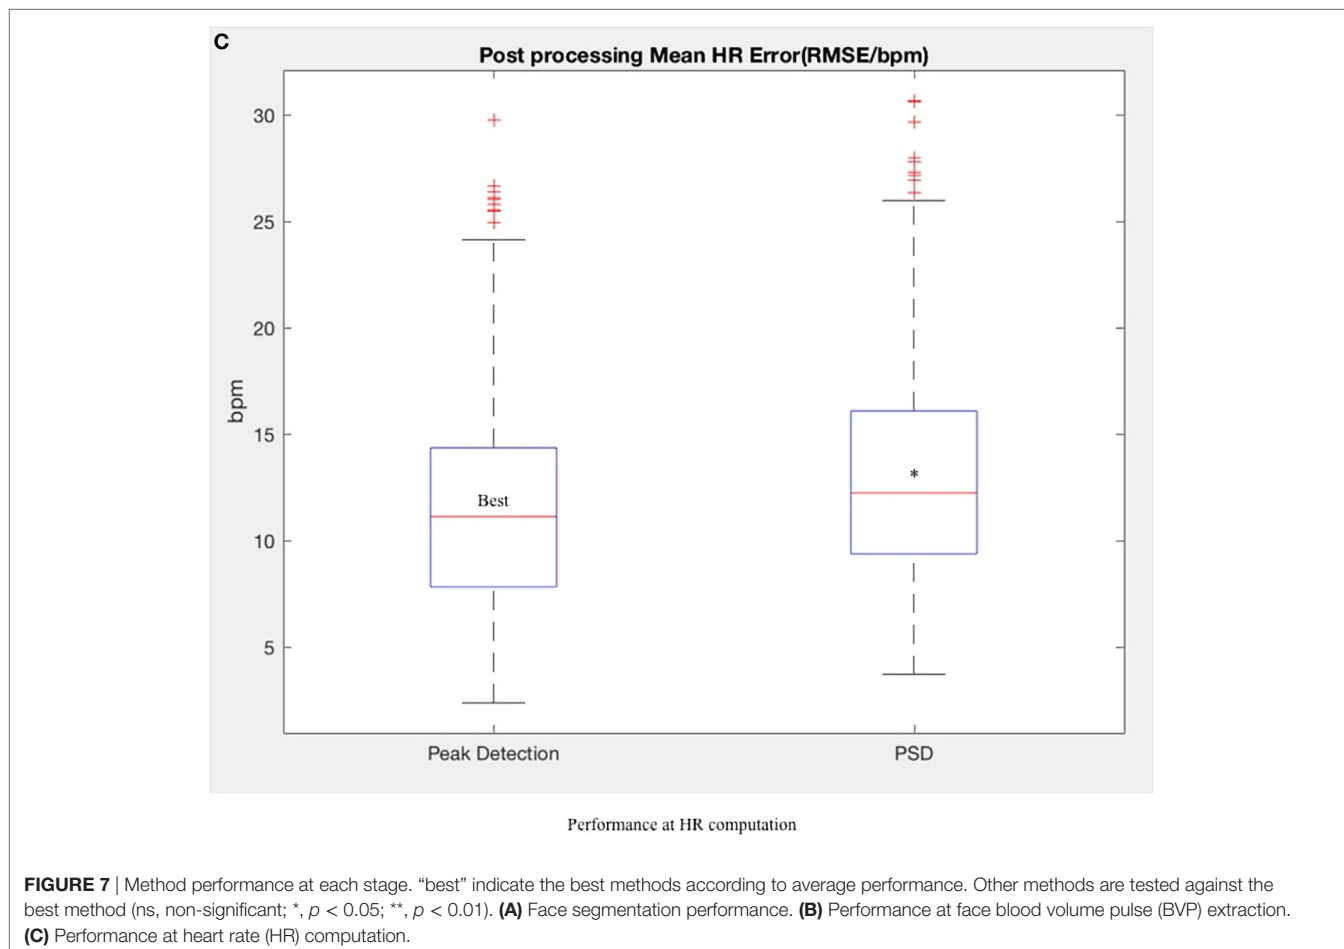 C
Post processing Mean HR Error(RMSE/bpm)
30
25
20
15
10
5
bpm
Best
*
Peak Detection
PSD
Performance at HR computation
FIGURE 7 | Method performance at each stage. “best” indicate the best methods according to average performance. Other methods are tested against the
best method (ns, non-significant; *, p < 0.05; **, p < 0.01). (A) Face segmentation performance. (B) Performance at face blood volume pulse (BVP) extraction.
(C) Performance at heart rate (HR) computation.